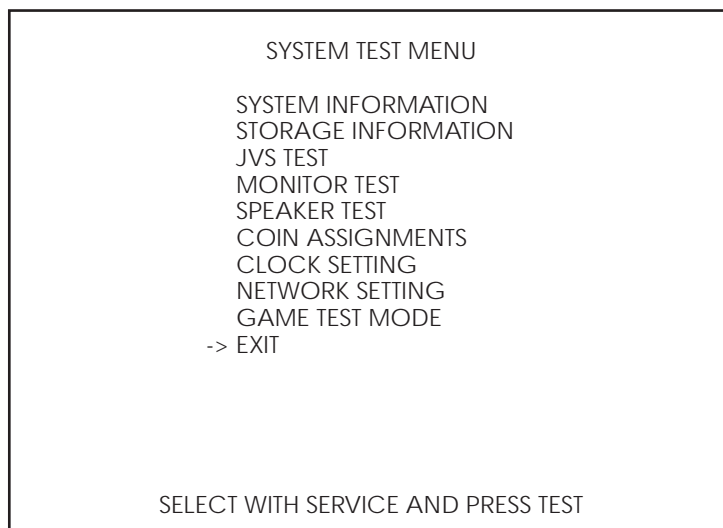 SYSTEM TEST MENU
SYSTEM INFORMATION
STORAGE INFORMATION
JVS TEST
MONITOR TEST
SPEAKER TEST
COIN ASSIGNMENTS
CLOCK SETTING
NETWORK SETTING
GAME TEST MODE
-> EXIT
SELECT WITH SERVICE AND PRESS TEST